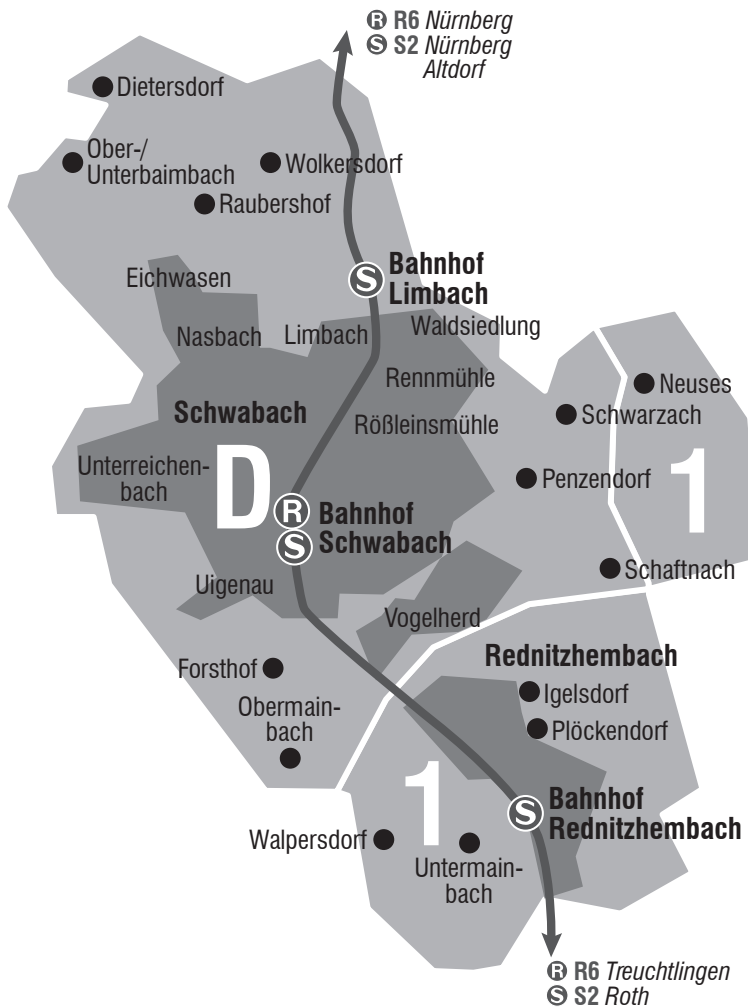 R R6 Nürnberg
S S2 Nürnberg
Altdorf
Dietersdorf
Ober-/
Unterbaimbach
Wolkersdorf
Raubershof
Eichwasen
S Bahnhof
Limbach
Nasbach
Limbach
Waldsiedlung
Rennmühle
Neuses
Schwarzach
Schwabach
Rößleinsmühle
Unterreichen-
bach
D
R Bahnhof
S Schwabach
Penzendorf
1
Schaftnach
Uigenau
Vogelherd
Forsthof
Rednitzhembach
Igelsdorf
Obermain-
bach
Plöckendorf
1
S Bahnhof
Rednitzhembach
Walpersdorf
Untermain-
bach
R R6 Treuchtlingen
S S2 Roth